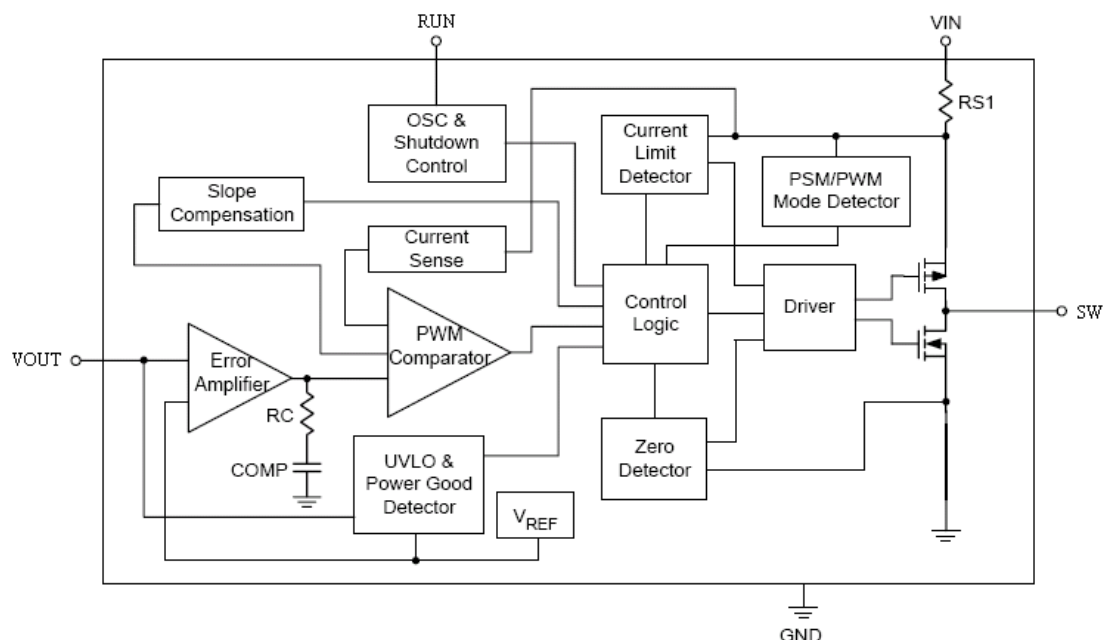 RUN
VIN
RS1
OSC &
Shutdown
Control
Current
Limit
Detector
PSM/PWM
Mode Detector
Slope
Compensation
Current
Sense
Control
Logic
Driver
SW
PWM
Comparator
VOUT
Error
Amplifier
RC
COMP
UVLO &
Power Good
Detector
VREF
Zero
Detector
GND